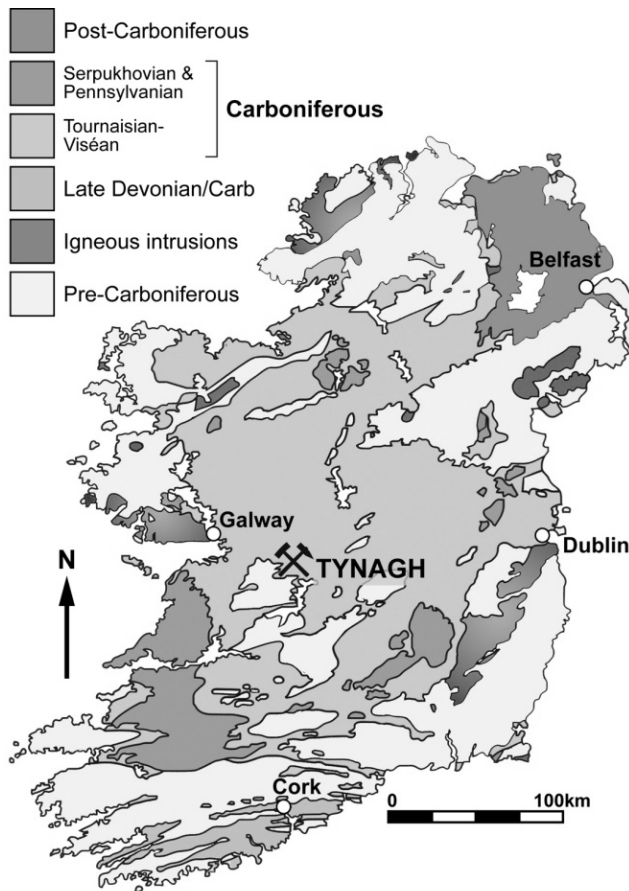 Post-Carboniferous
Serpukhovian &
Pennsylvanian
Carboniferous
Tournaisian-
Viséan
Late Devonian/Carb
Igneous intrusions
Pre-Carboniferous
Belfast
Galway
Dublin
TYNAGH
N
Cork
0
100km